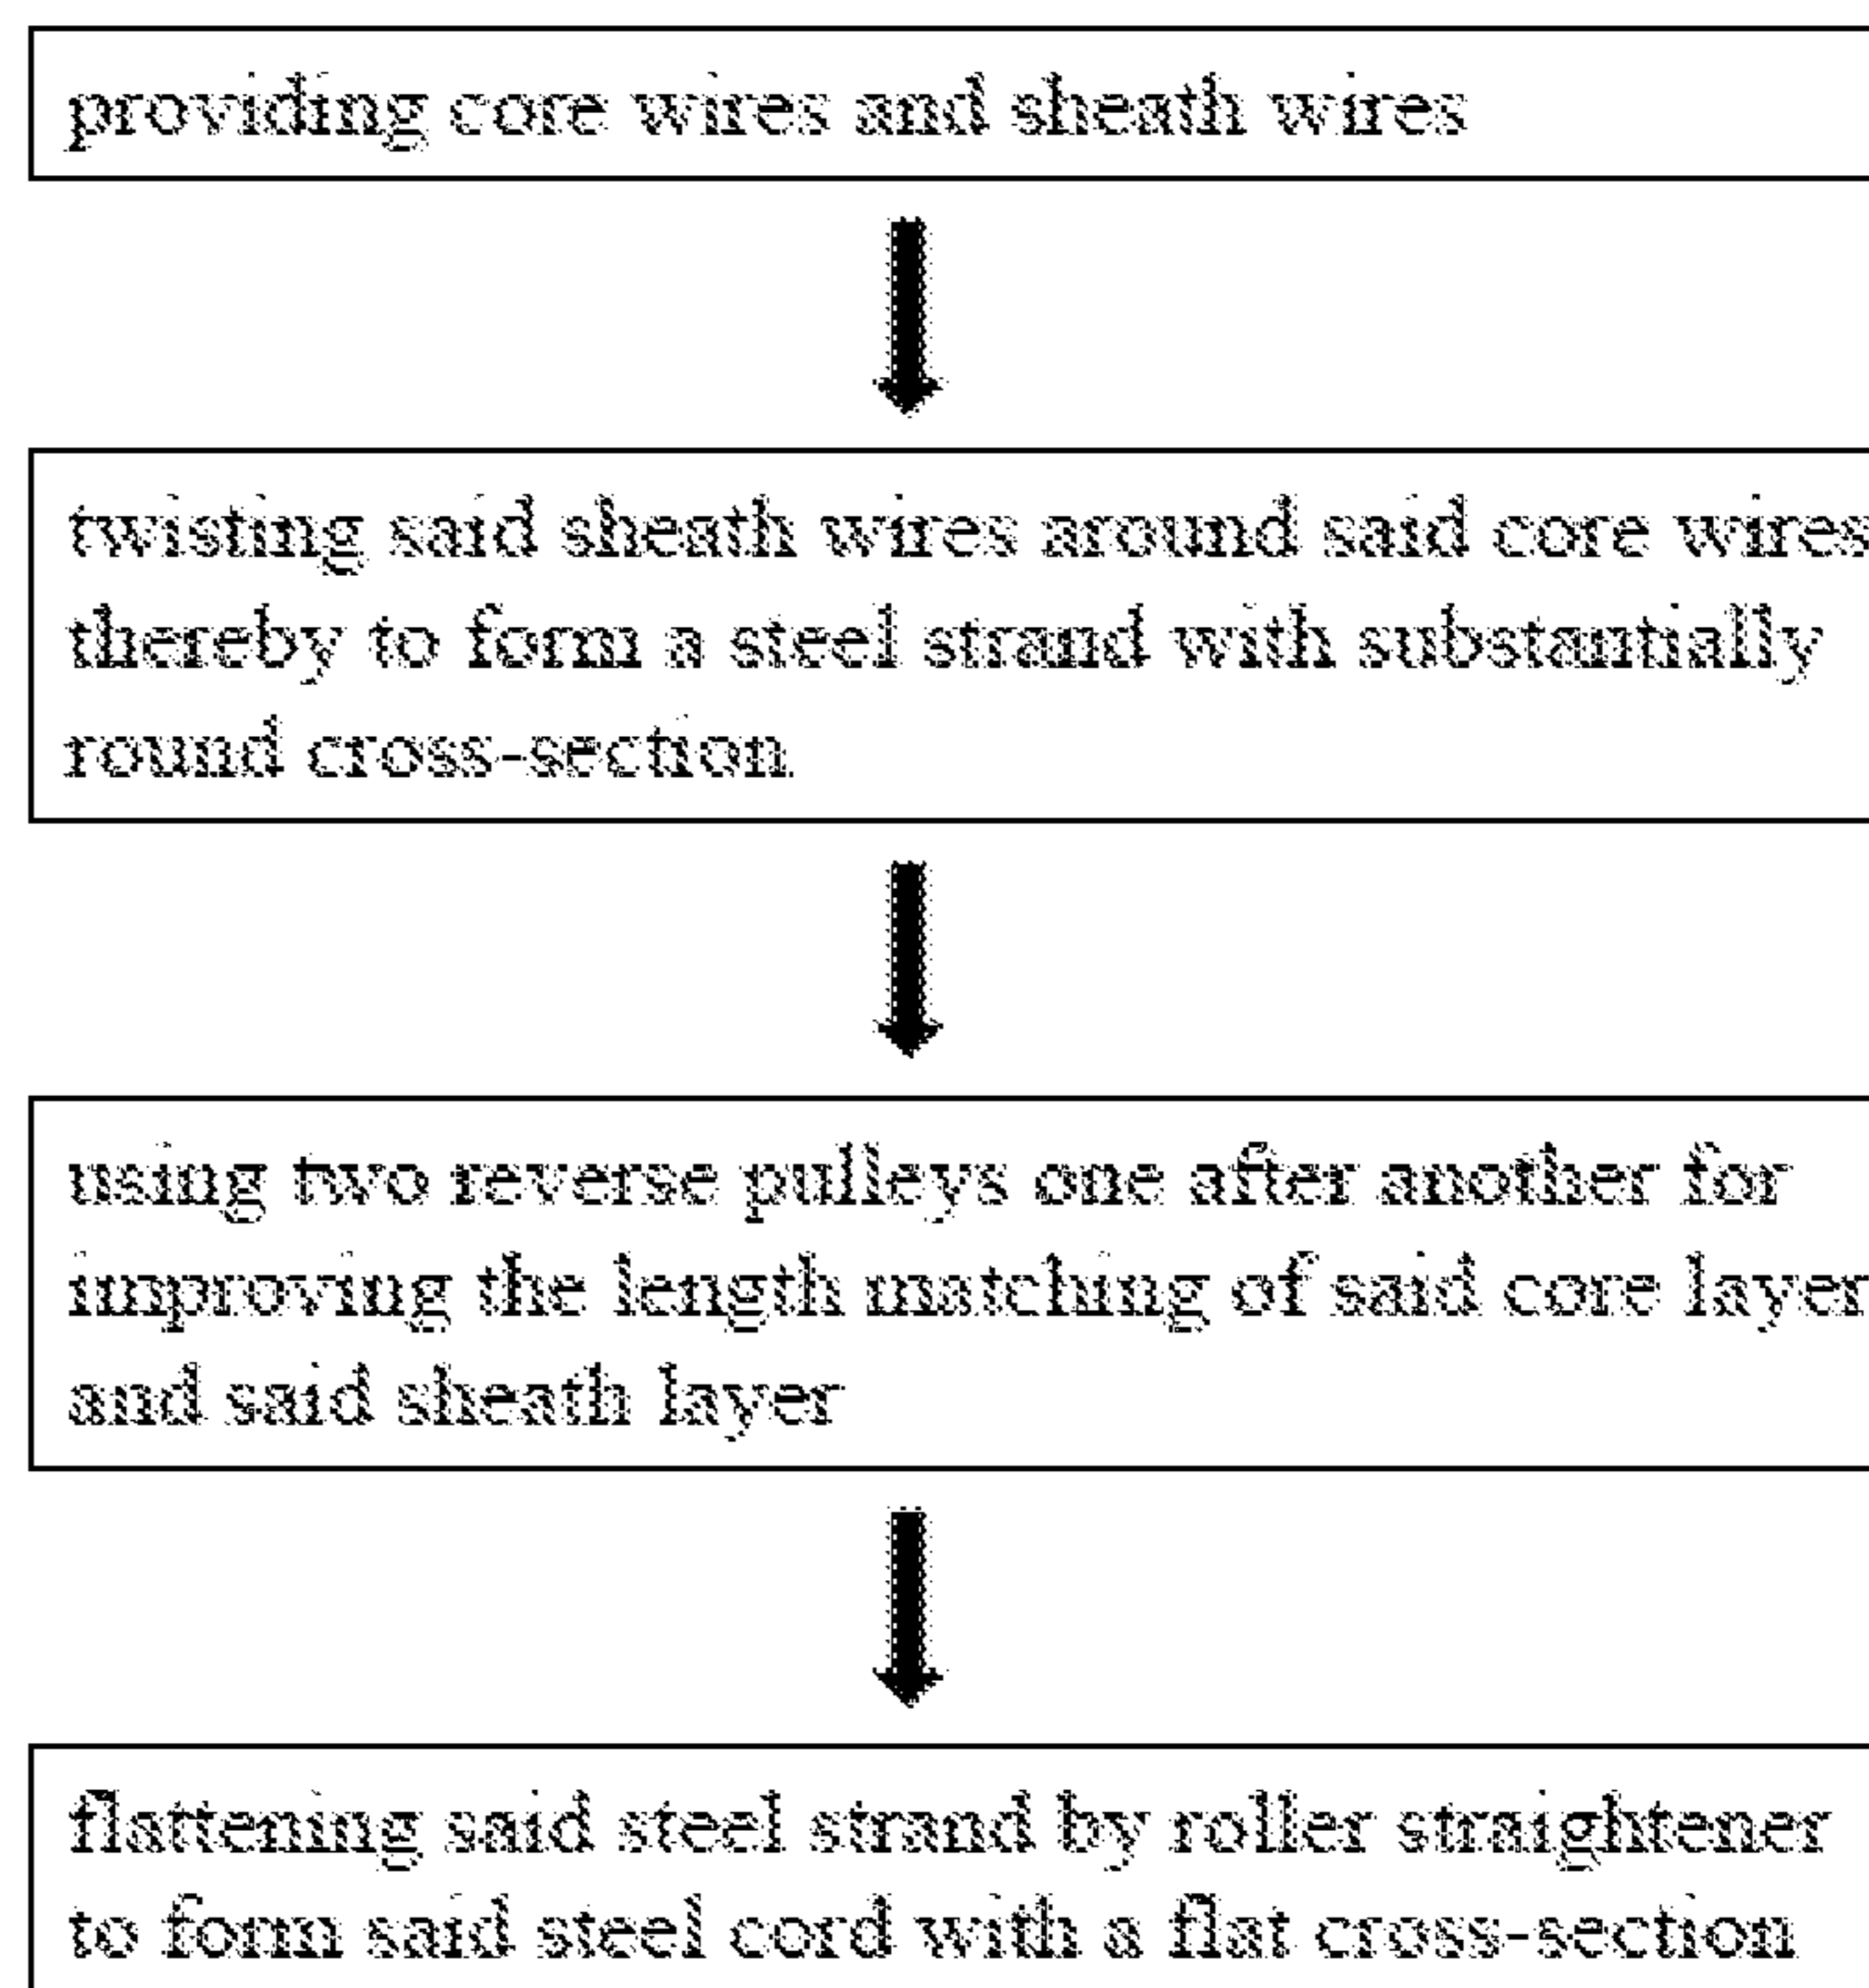 providing core wires and sheath wires
twisting said sheath wires around said core wires
thereby to form a steel strand with substantially
round cross-section
using two reverse pulleys one after another for
improving the length matching of said core layer
and said sheath layer
flattening said steel strand by roller straightener
to form said steel cord with a flat cross-section